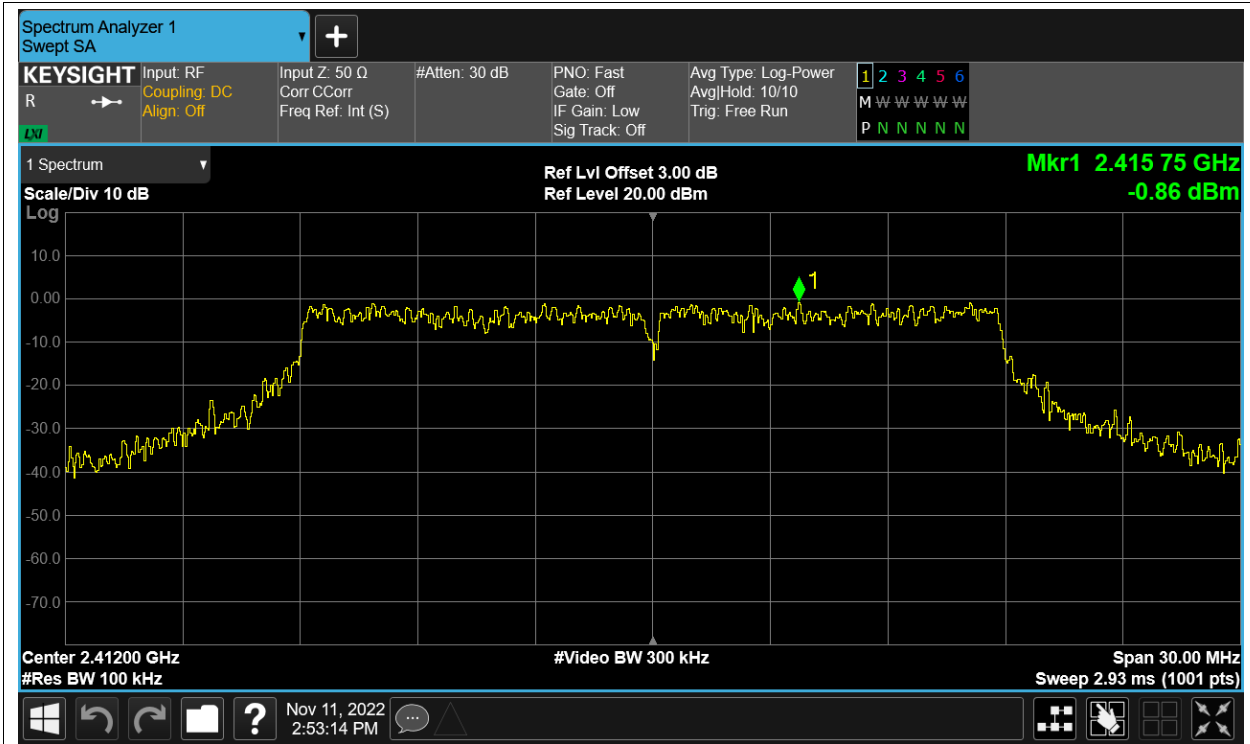 Spectrum Analyzer 1
Swept SA
KEYSIGHT
R
LXI
Input: RF
Coupling: DC
Align: Off
Input Z: 50 Ω
Corr CCorr
Freq Ref: Int (S)
#Atten: 30 dB
PNO: Fast
Gate: Off
IF Gain: Low
Sig Track: Off
Avg Type: Log-Power
Avg|Hold: 10/10
Trig: Free Run
1 2 3 4 5 6
M W W W W W
P N N N N N
1 Spectrum
Scale/Div 10 dB
Log
Ref Lvl Offset 3.00 dB
Ref Level 20.00 dBm
Mkr1 2.415 75 GHz
-0.86 dBm
10.0
0.00
-10.0
-20.0
-30.0
-40.0
-50.0
-60.0
-70.0
1
Center 2.41200 GHz
#Video BW 300 kHz
Span 30.00 MHz
#Res BW 100 kHz
Sweep 2.93 ms (1001 pts)
?
Nov 11, 2022
2:53:14 PM